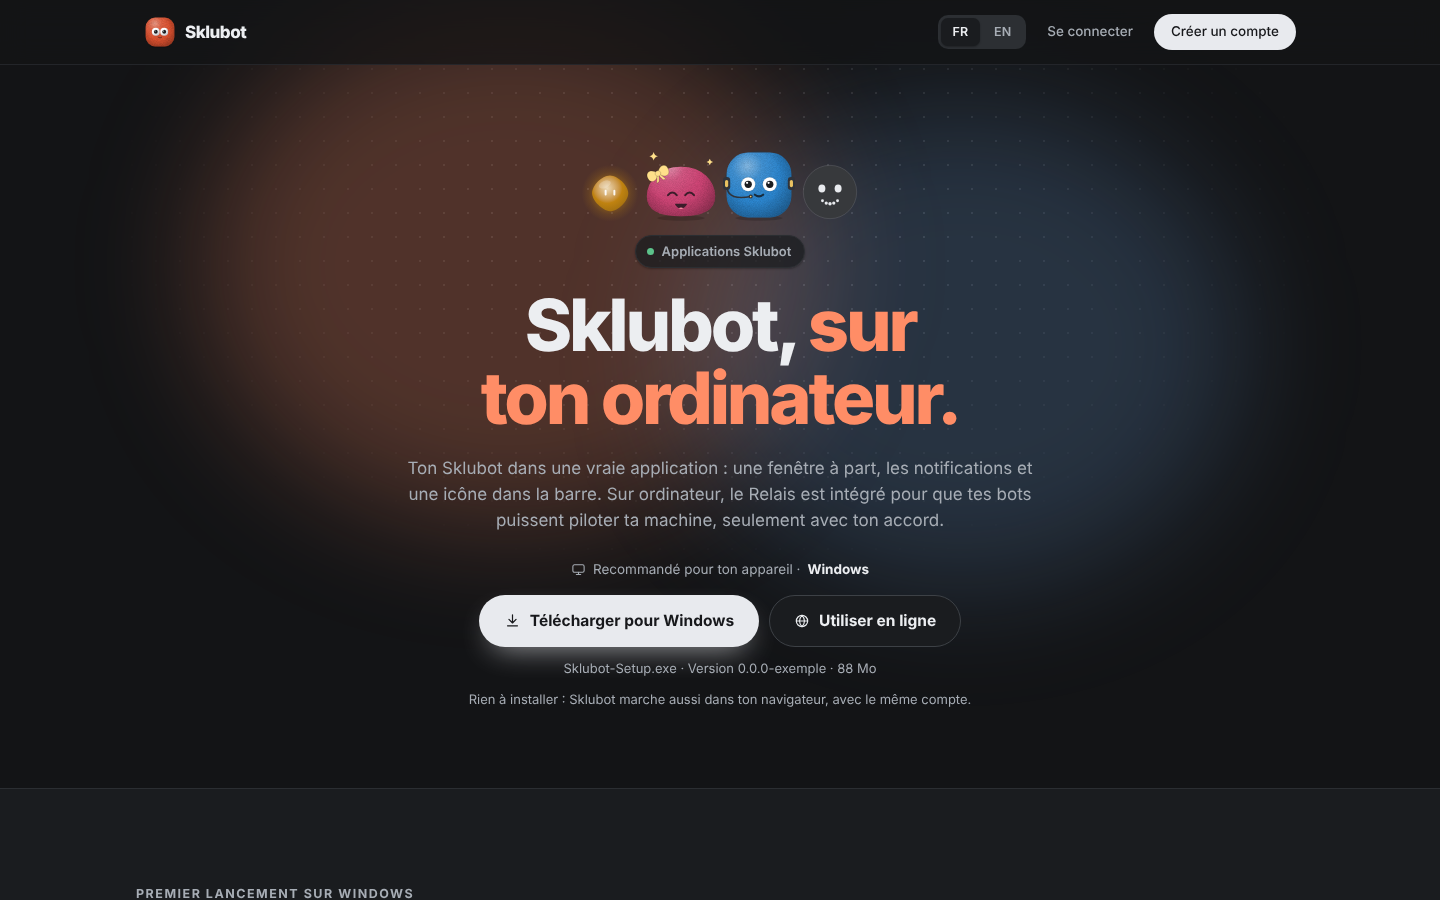 Sklubot
FR
EN
Se connecter
Créer un compte
Applications Sklubot
Sklubot, sur
ton ordinateur.
Ton Sklubot dans une vraie application : une fenêtre à part, les notifications et
une icône dans la barre. Sur ordinateur, le Relais est intégré pour que tes bots
puissent piloter ta machine, seulement avec ton accord.
Recommandé pour ton appareil · Windows
Télécharger pour Windows
Utiliser en ligne
Sklubot-Setup.exe · Version 0.0.0-exemple · 88 Mo
Rien à installer : Sklubot marche aussi dans ton navigateur, avec le même compte.
PREMIER LANCEMENT SUR WINDOWS